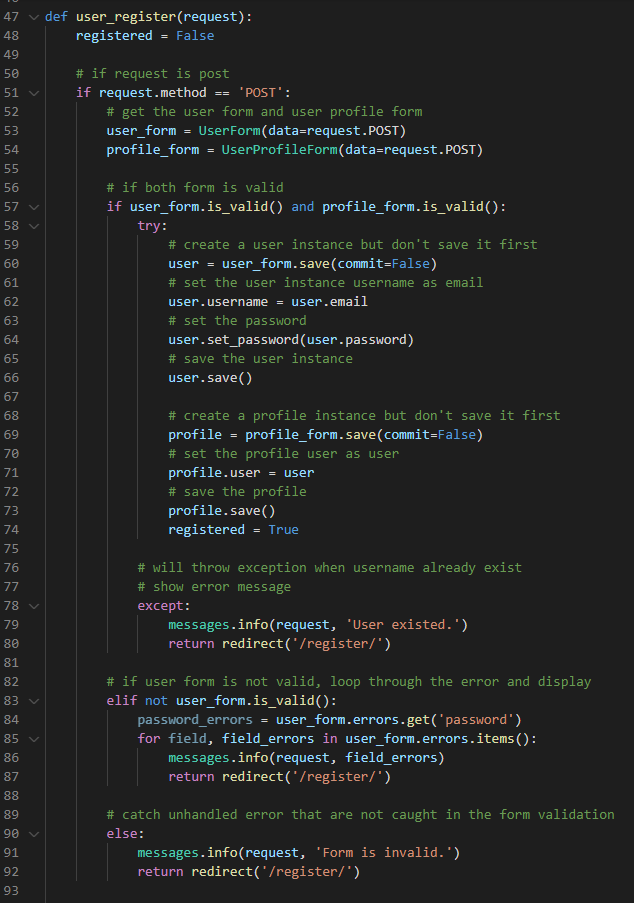 47 def user_register(request):
48     registered = False
49
50     # if request is post
51     if request.method == 'POST':
52         # get the user form and user profile form
53         user_form = UserForm(data=request.POST)
54         profile_form = UserProfileForm(data=request.POST)
55
56         # if both form is valid
57         if user_form.is_valid() and profile_form.is_valid():
58             try:
59                 # create a user instance but don't save it first
60                 user = user_form.save(commit=False)
61                 # set the user instance username as email
62                 user.username = user.email
63                 # set the password
64                 user.set_password(user.password)
65                 # save the user instance
66                 user.save()
67
68                 # create a profile instance but don't save it first
69                 profile = profile_form.save(commit=False)
70                 # set the profile user as user
71                 profile.user = user
72                 # save the profile
73                 profile.save()
74                 registered = True
75
76             # will throw exception when username already exist
77             # show error message
78             except:
79                 messages.info(request, 'User existed.')
80                 return redirect('/register/')
81
82         # if user form is not valid, loop through the error and display
83         elif not user_form.is_valid():
84             password_errors = user_form.errors.get('password')
85             for field, field_errors in user_form.errors.items():
86                 messages.info(request, field_errors)
87                 return redirect('/register/')
88
89         # catch unhandled error that are not caught in the form validation
90         else:
91             messages.info(request, 'Form is invalid.')
92             return redirect('/register/')
93